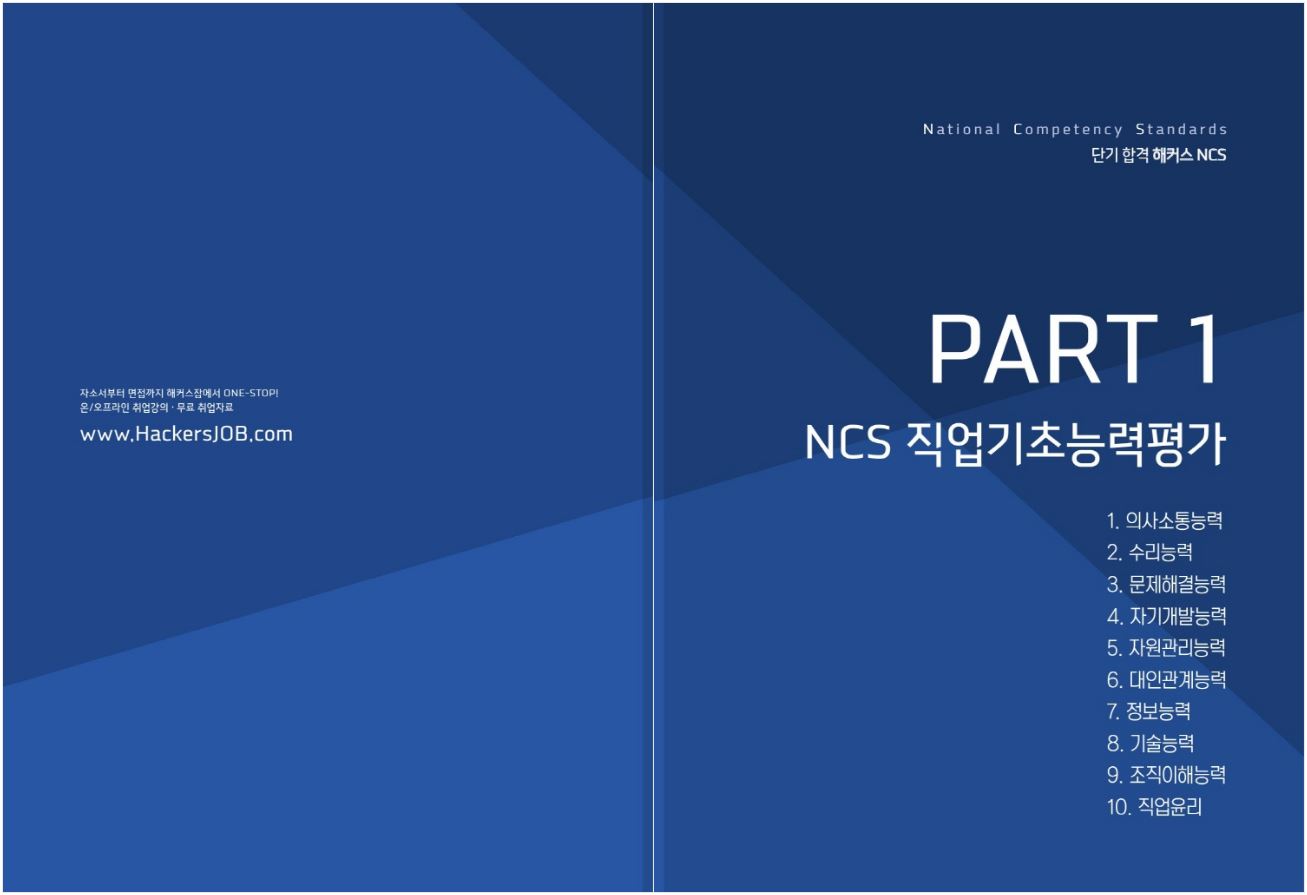 자소서부터 면접까지 해커스잡에서 ONE-STOP!
온/오프라인 취업강의 · 무료 취업자료
www.HackersJOB.com
National Competency Standards
단기 합격 해커스 NCS
PART 1
NCS 직업기초능력평가
1. 의사소통능력
2. 수리능력
3. 문제해결능력
4. 자기개발능력
5. 자원관리능력
6. 대인관계능력
7. 정보능력
8. 기술능력
9. 조직이해능력
10. 직업윤리